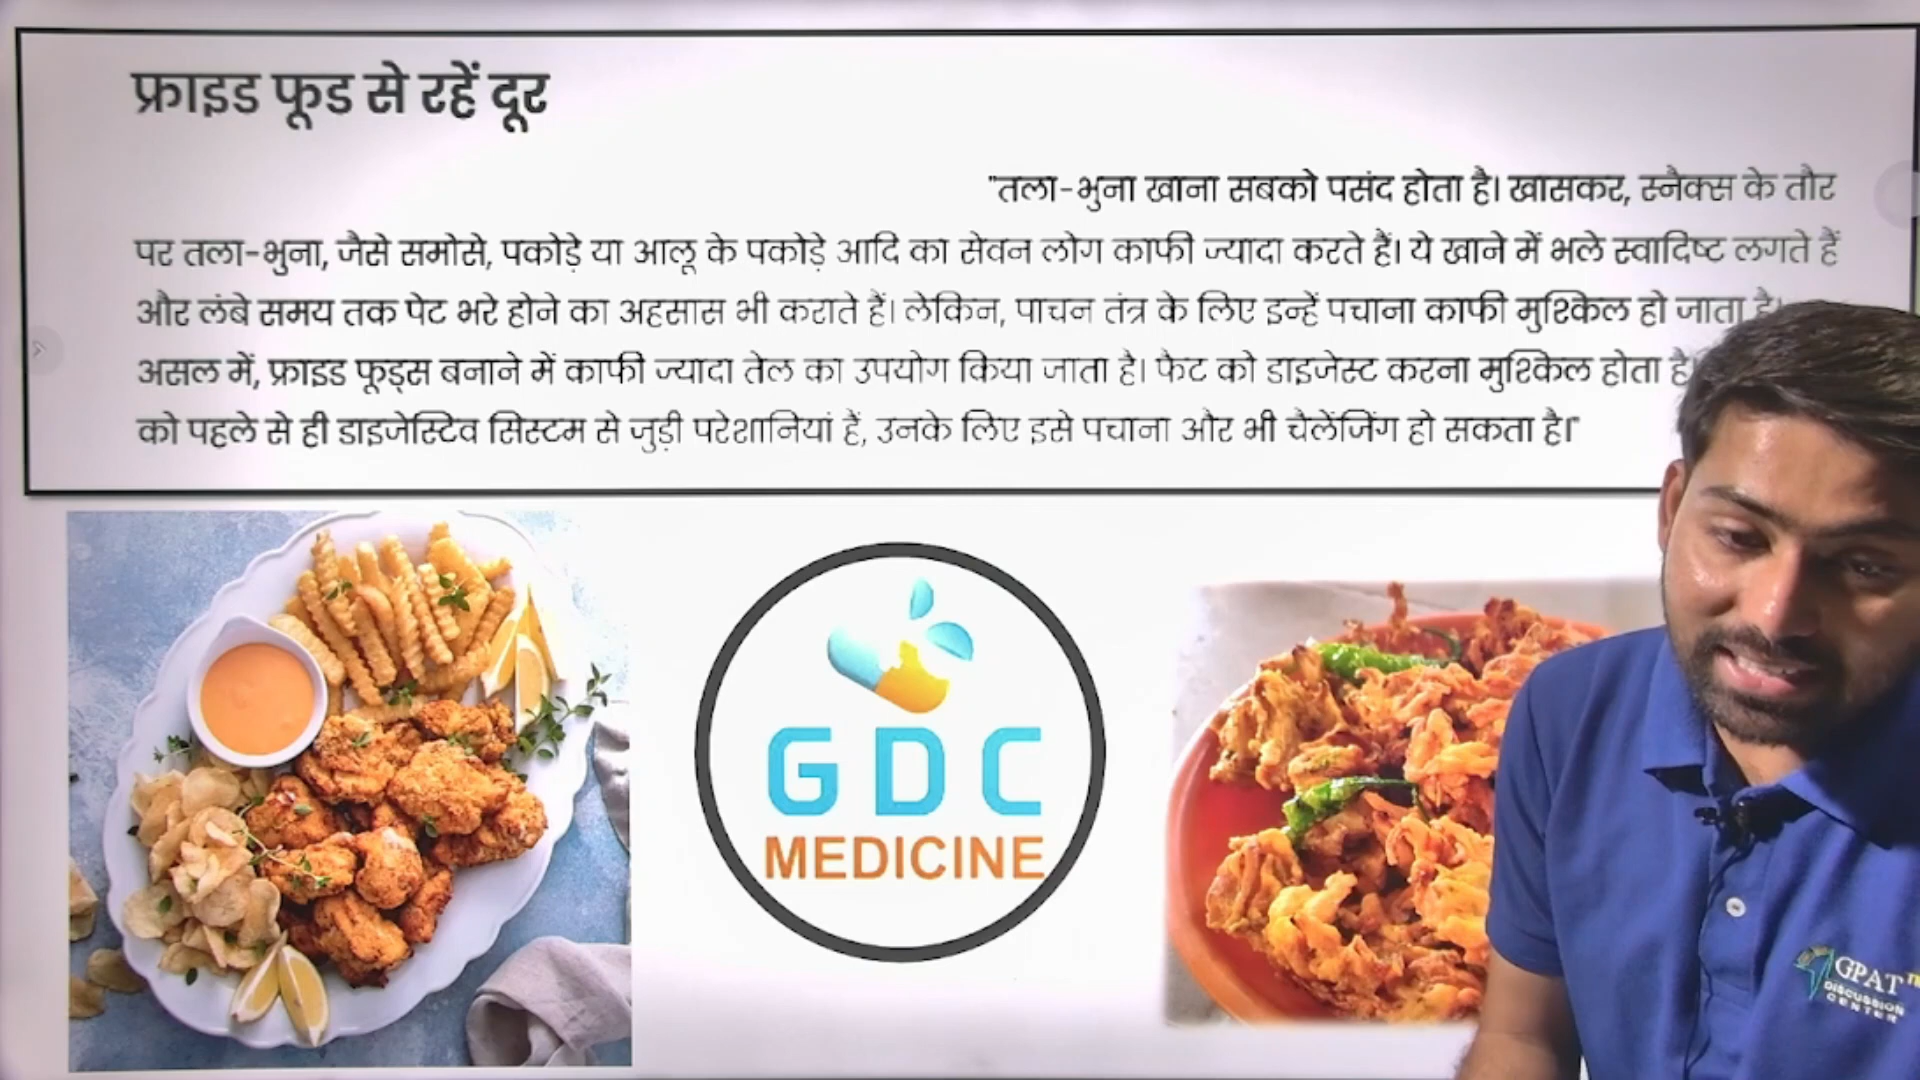 फ्राइड फूड से रहें दूर
"तला-भुना खाना सबको पसंद होता है। खासकर, स्नैक्स के तौर
पर तला-भुना, जैसे समोसे, पकोड़े या आलू के पकोड़े आदि का सेवन लोग काफी ज्यादा करते हैं। ये खाने में भले स्वादिष्ट लगते हैं
और लंबे समय तक पेट भरे होने का अहसास भी कराते हैं। लेकिन, पाचन तंत्र के लिए इन्हें पचाना काफी मुश्किल हो जाता है।
असल में, फ्राइड फूड्स बनाने में काफी ज्यादा तेल का उपयोग किया जाता है। फैट को डाइजेस्ट करना मुश्किल होता है।
को पहले से ही डाइजेस्टिव सिस्टम से जुड़ी परेशानियां हैं, उनके लिए इसे पचाना और भी चैलेंजिंग हो सकता है।"
GDC
MEDICINE
GPAT
DISCUSSION
CENTER